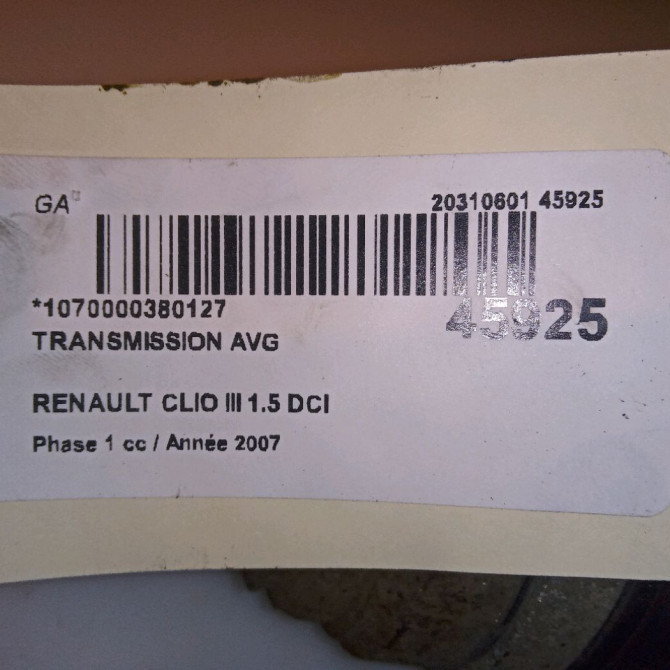 GA
20310601 45925
*1070000380127
45925
TRANSMISSION AVG
RENAULT CLIO III 1.5 DCI
Phase 1 cc / Année 2007